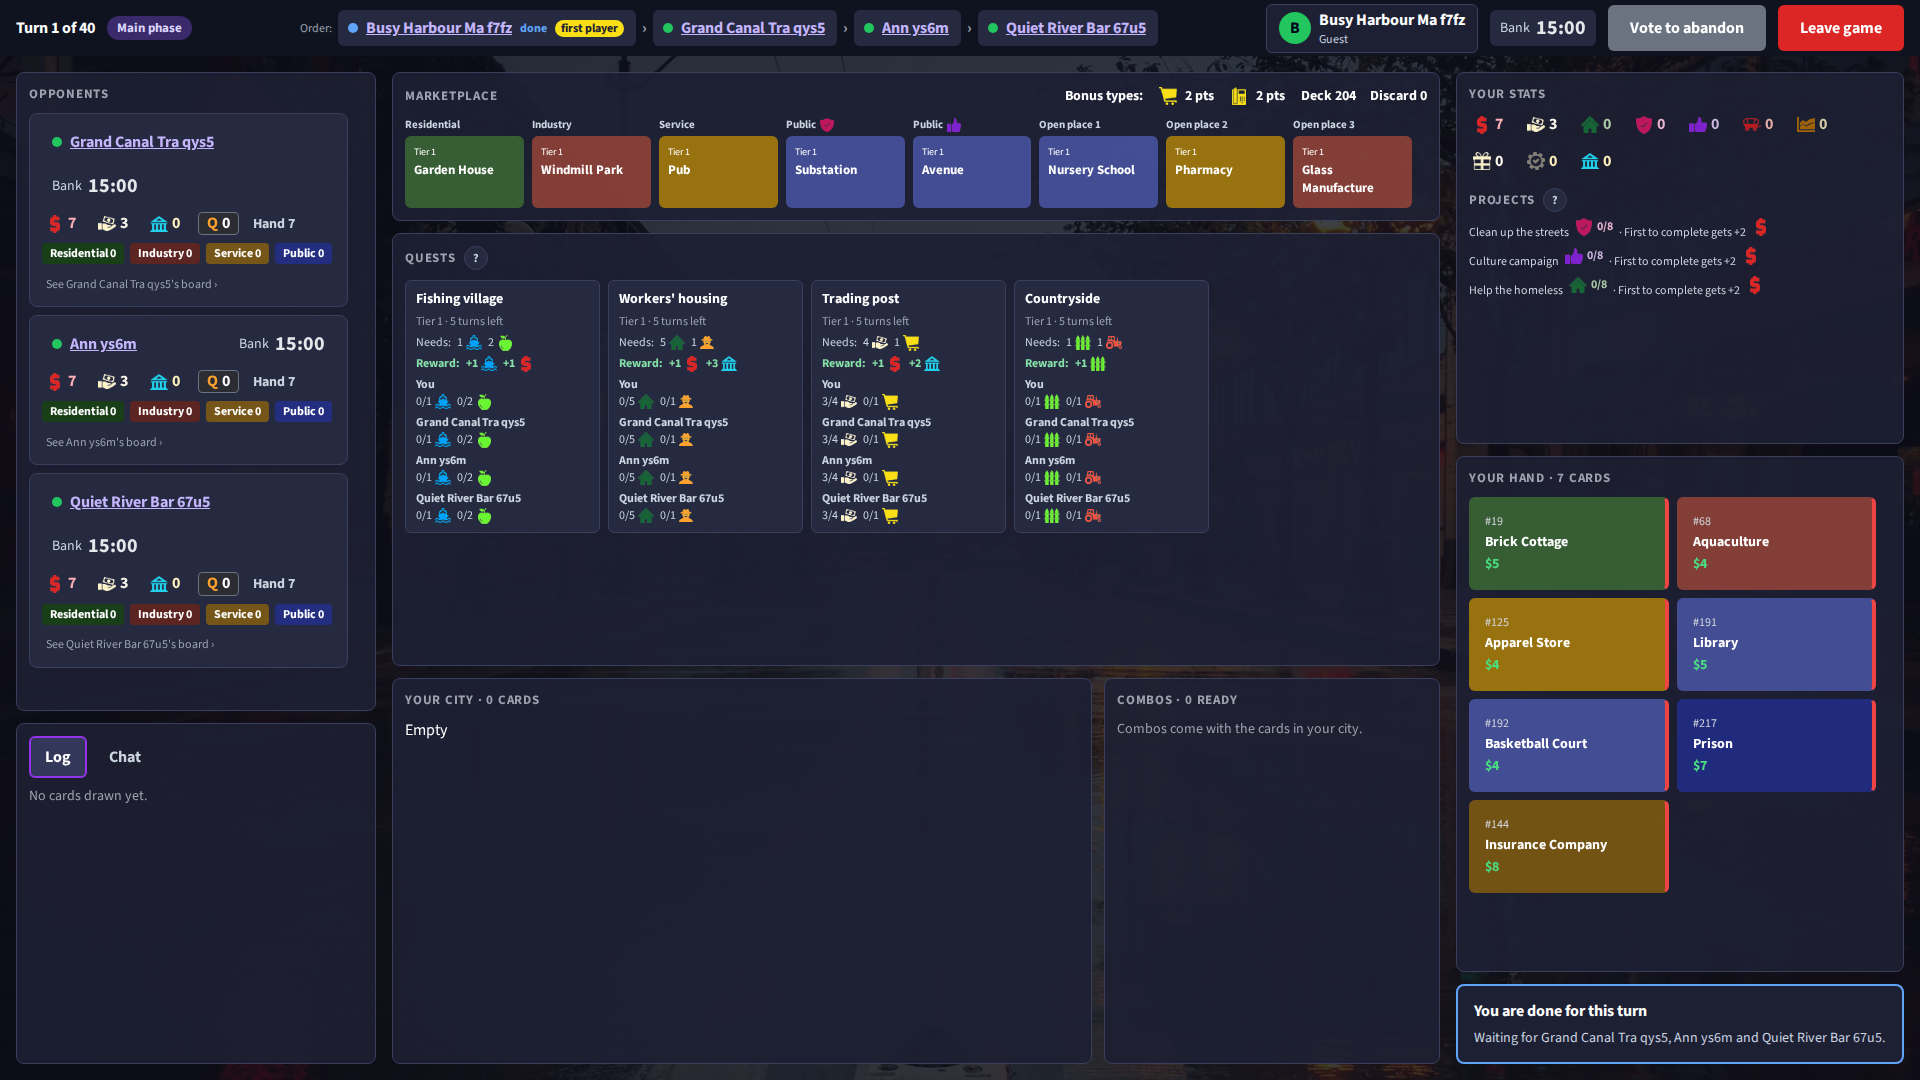 Turn 1 of 40 Main phase Order: Busy Harbour Ma f7fz done first player › Grand Canal Tra qys5 › Ann ys6m › Quiet River Bar 67u5 B Busy Harbour Ma f7fz Guest Bank 15:00 Vote to abandon Leave game
OPPONENTS
Grand Canal Tra qys5
Bank 15:00
7 3 0 Q 0 Hand 7
Residential 0 Industry 0 Service 0 Public 0
See Grand Canal Tra qys5's board ›
Ann ys6m Bank 15:00
7 3 0 Q 0 Hand 7
Residential 0 Industry 0 Service 0 Public 0
See Ann ys6m's board ›
Quiet River Bar 67u5
Bank 15:00
7 3 0 Q 0 Hand 7
Residential 0 Industry 0 Service 0 Public 0
See Quiet River Bar 67u5's board ›
Log Chat
No cards drawn yet.
MARKETPLACE Bonus types: 2 pts 2 pts Deck 204 Discard 0
Residential Industry Service Public Public Open place 1 Open place 2 Open place 3
Tier 1 Tier 1 Tier 1 Tier 1 Tier 1 Tier 1 Tier 1 Tier 1
Garden House Windmill Park Pub Substation Avenue Nursery School Pharmacy Glass
Manufacture
QUESTS ?
Fishing village
Tier 1 · 5 turns left
Needs: 1 2
Reward: +1 +1
You
0/1 0/2
Grand Canal Tra qys5
0/1 0/2
Ann ys6m
0/1 0/2
Quiet River Bar 67u5
0/1 0/2
Workers' housing
Tier 1 · 5 turns left
Needs: 5 1
Reward: +1 +3
You
0/5 0/1
Grand Canal Tra qys5
0/5 0/1
Ann ys6m
0/5 0/1
Quiet River Bar 67u5
0/5 0/1
Trading post
Tier 1 · 5 turns left
Needs: 4 1
Reward: +1 +2
You
3/4 0/1
Grand Canal Tra qys5
3/4 0/1
Ann ys6m
3/4 0/1
Quiet River Bar 67u5
3/4 0/1
Countryside
Tier 1 · 5 turns left
Needs: 1 1
Reward: +1
You
0/1 0/1
Grand Canal Tra qys5
0/1 0/1
Ann ys6m
0/1 0/1
Quiet River Bar 67u5
0/1 0/1
YOUR CITY · 0 CARDS
Empty
COMBOS · 0 READY
Combos come with the cards in your city.
YOUR STATS
7 3 0 0 0 0 0
0 0 0
PROJECTS ?
Clean up the streets 0/8 · First to complete gets +2
Culture campaign 0/8 · First to complete gets +2
Help the homeless 0/8 · First to complete gets +2
YOUR HAND · 7 CARDS
#19
Brick Cottage
$5
#68
Aquaculture
$4
#125
Apparel Store
$4
#191
Library
$5
#192
Basketball Court
$4
#217
Prison
$7
#144
Insurance Company
$8
You are done for this turn
Waiting for Grand Canal Tra qys5, Ann ys6m and Quiet River Bar 67u5.